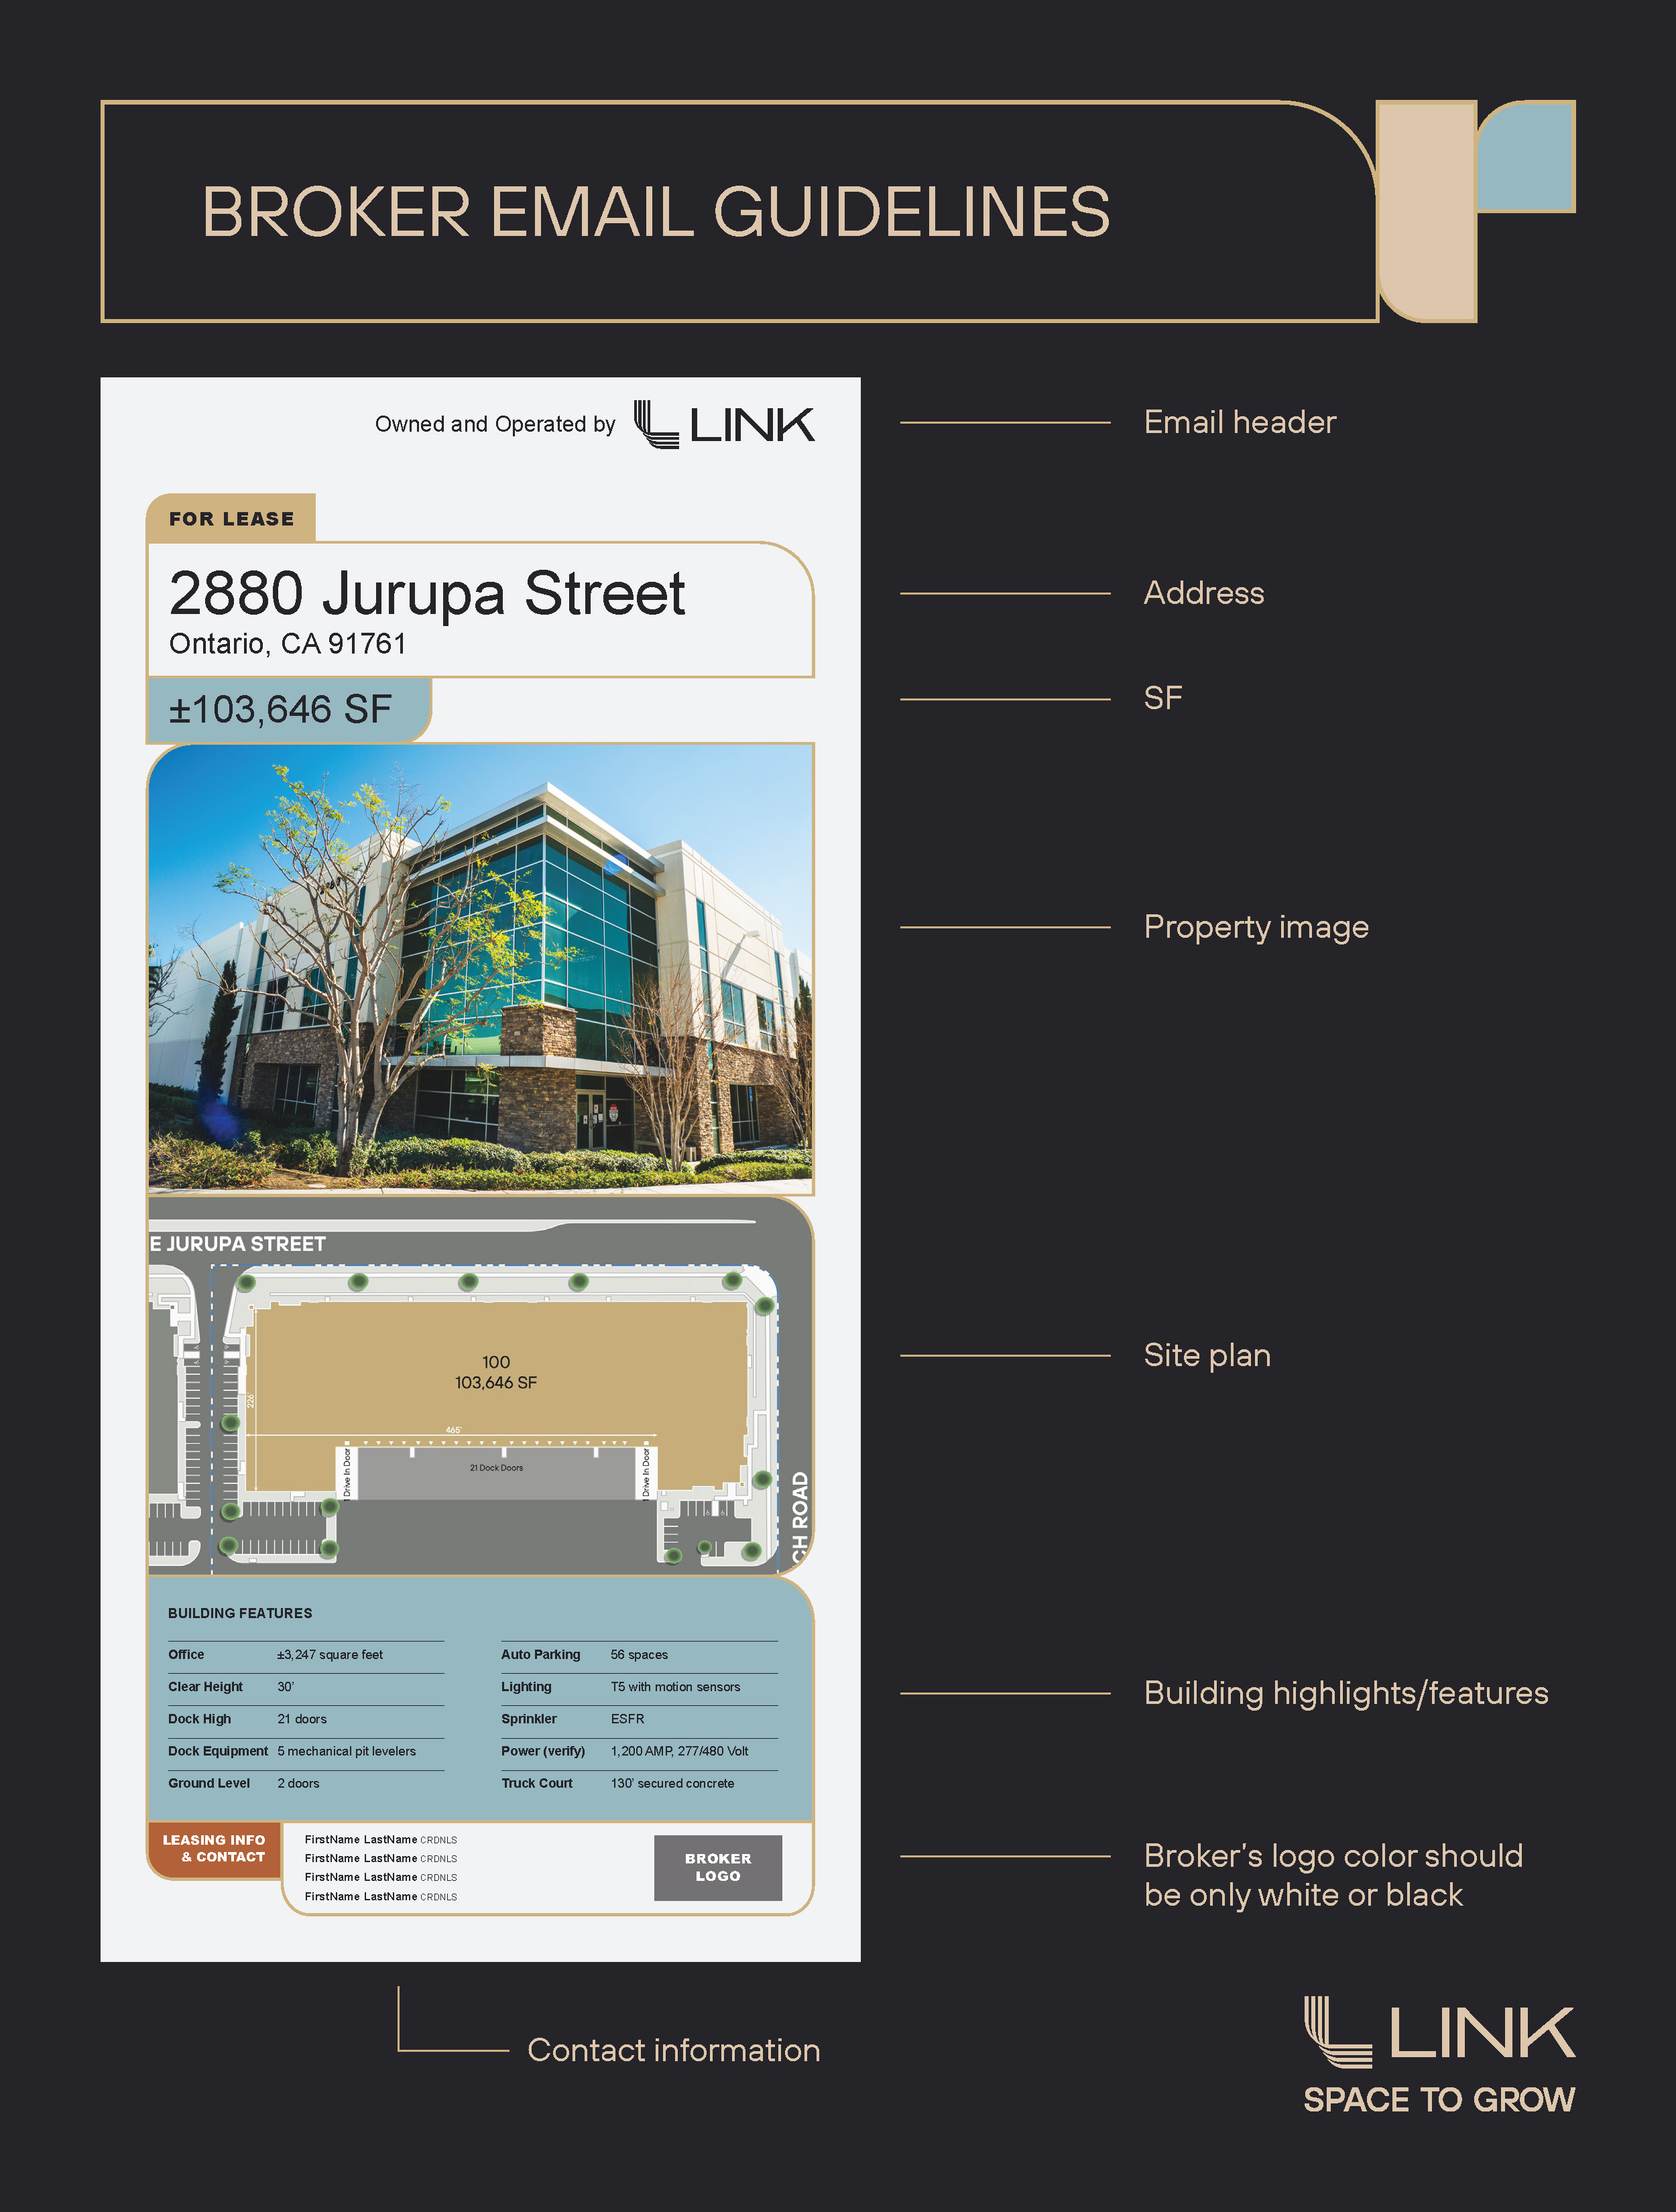 BROKER EMAIL GUIDELINES
Owned and Operated by LINK
Email header
FOR LEASE
2880 Jurupa Street
Ontario, CA 91761
Address
±103,646 SF
SF
Property image
E JURUPA STREET
100
103,646 SF
226'
465'
21 Dock Doors
Drive In Door
Drive In Door
CH ROAD
Site plan
BUILDING FEATURES
Office ±3,247 square feet
Clear Height 30'
Dock High 21 doors
Dock Equipment 5 mechanical pit levelers
Ground Level 2 doors
Auto Parking 56 spaces
Lighting T5 with motion sensors
Sprinkler ESFR
Power (verify) 1,200 AMP, 277/480 Volt
Truck Court 130' secured concrete
Building highlights/features
LEASING INFO
& CONTACT
FirstName LastName CRDNLS
FirstName LastName CRDNLS
FirstName LastName CRDNLS
FirstName LastName CRDNLS
BROKER
LOGO
Broker's logo color should
be only white or black
Contact information
LINK
SPACE TO GROW